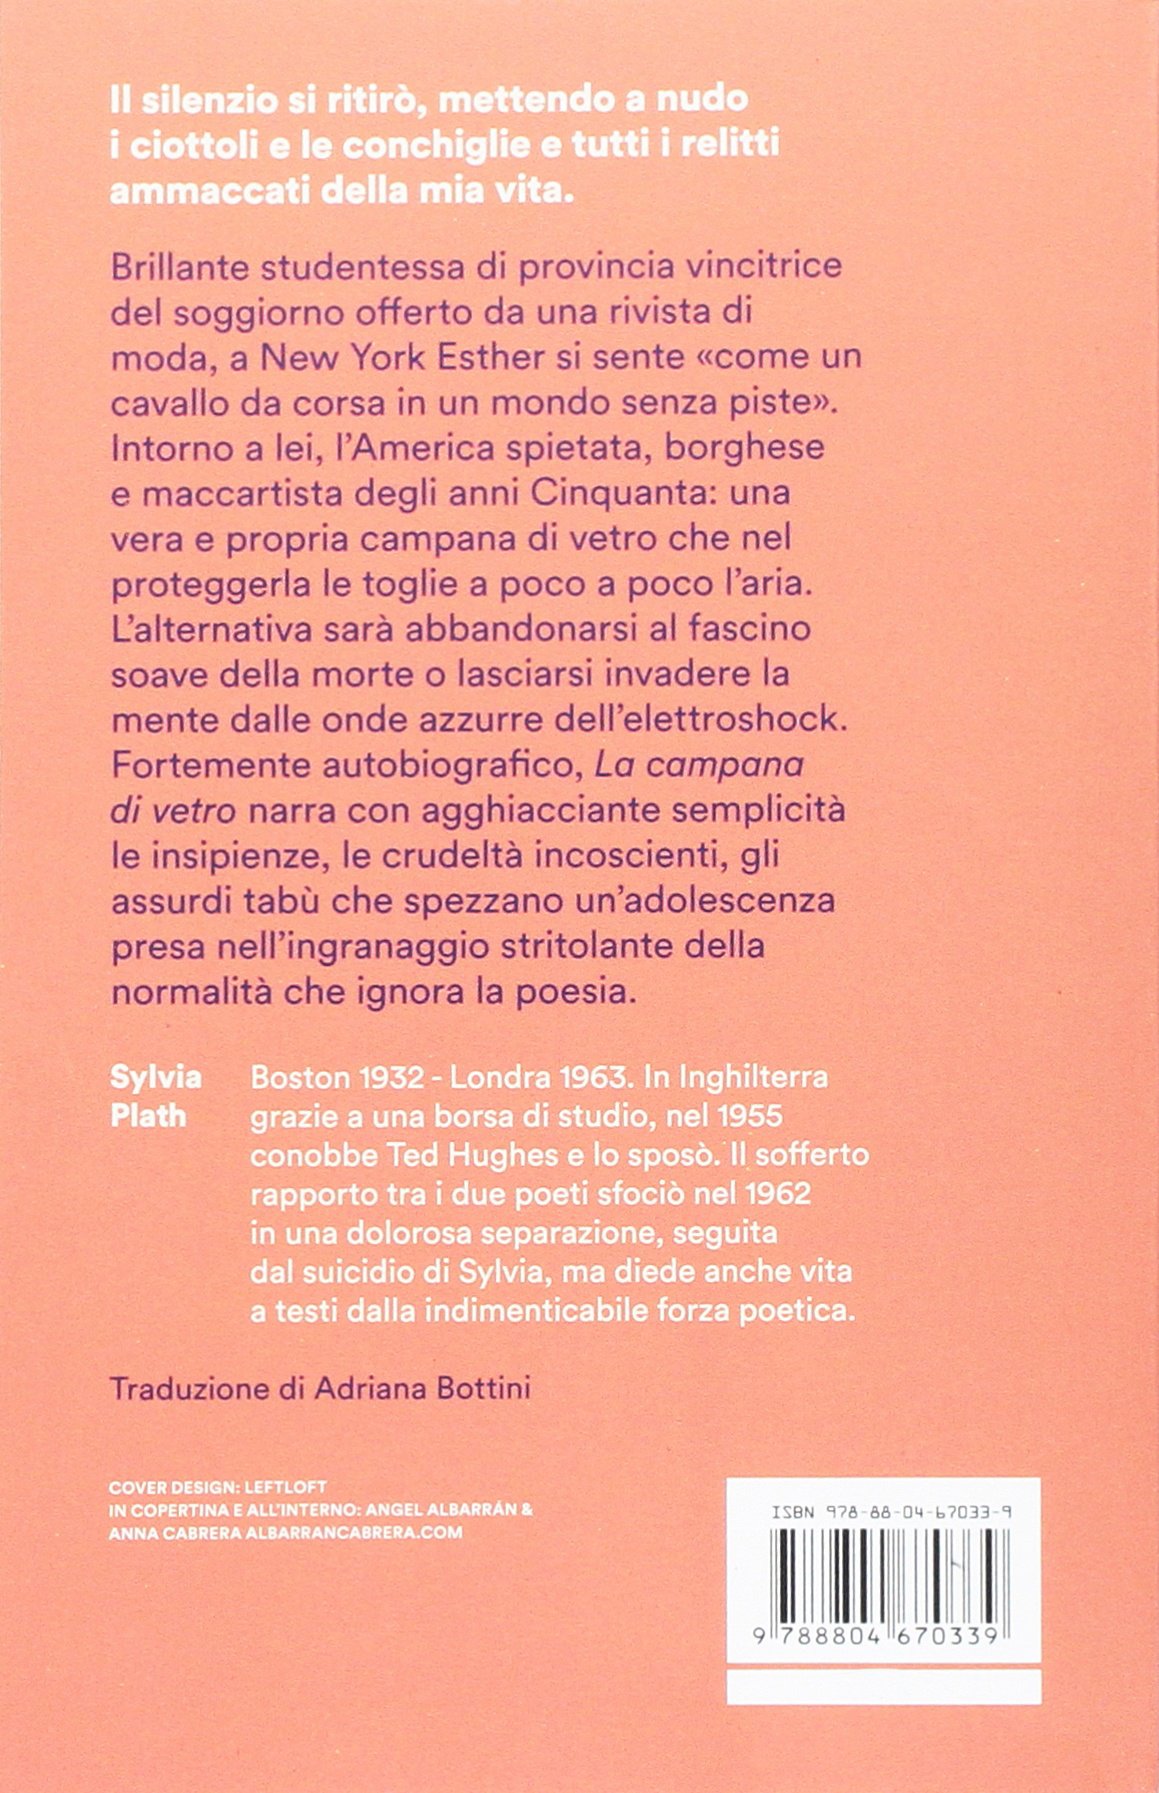 Il silenzio si ritirò, mettendo a nudo
i ciottoli e le conchiglie e tutti i relitti
ammaccati della mia vita.
Brillante studentessa di provincia vincitrice
del soggiorno offerto da una rivista di
moda, a New York Esther si sente «come un
cavallo da corsa in un mondo senza piste».
Intorno a lei, l’America spietata, borghese
e maccartista degli anni Cinquanta: una
vera e propria campana di vetro che nel
proteggerla le toglie a poco a poco l’aria.
L’alternativa sarà abbandonarsi al fascino
soave della morte o lasciarsi invadere la
mente dalle onde azzurre dell’elettroshock.
Fortemente autobiografico, La campana
di vetro narra con agghiacciante semplicità
le insipienze, le crudeltà incoscienti, gli
assurdi tabù che spezzano un’adolescenza
presa nell’ingranaggio stritolante della
normalità che ignora la poesia.
Sylvia
Plath
Boston 1932 - Londra 1963. In Inghilterra
grazie a una borsa di studio, nel 1955
conobbe Ted Hughes e lo sposò. Il sofferto
rapporto tra i due poeti sfociò nel 1962
in una dolorosa separazione, seguita
dal suicidio di Sylvia, ma diede anche vita
a testi dalla indimenticabile forza poetica.
Traduzione di Adriana Bottini
COVER DESIGN: LEFTLOFT
IN COPERTINA E ALL’INTERNO: ANGEL ALBARRÁN &
ANNA CABRERA ALBARRANCABRERA.COM
ISBN 978-88-04-67033-9
9 788804 670339